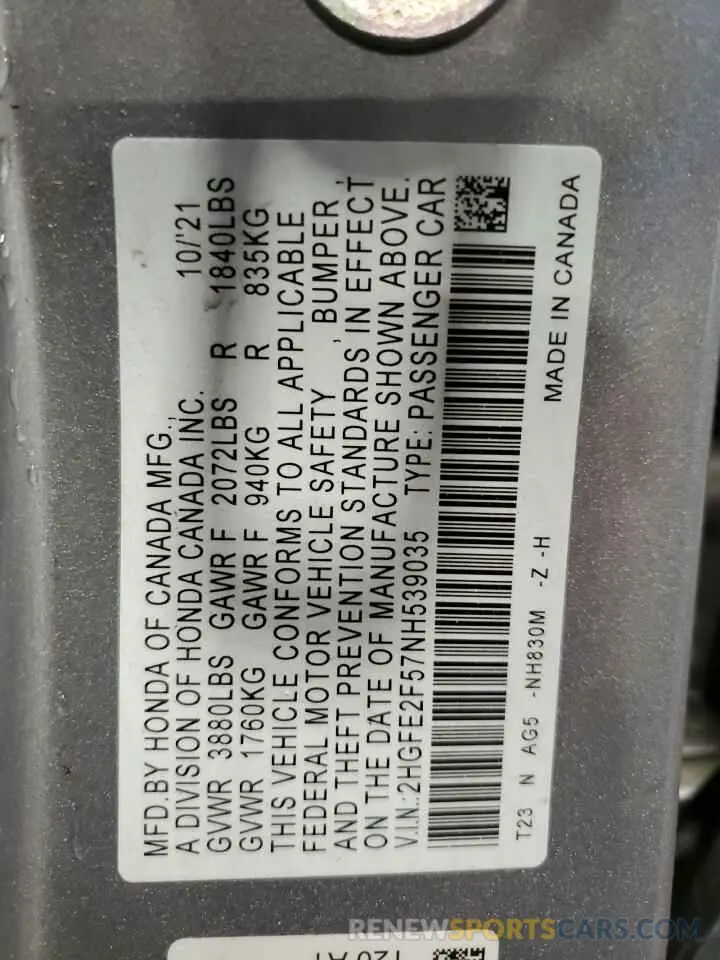 MFD.BY HONDA OF CANADA MFG., 10/'21
A DIVISION OF HONDA CANADA INC.
GVWR 3880LBS GAWR F 2072LBS R 1840LBS
GVWR 1760KG GAWR F 940KG R 835KG
THIS VEHICLE CONFORMS TO ALL APPLICABLE
FEDERAL MOTOR VEHICLE SAFETY , BUMPER ,
AND THEFT PREVENTION STANDARDS IN EFFECT
ON THE DATE OF MANUFACTURE SHOWN ABOVE.
V.I.N.:2HGFE2F57NH539035 TYPE: PASSENGER CAR
T23 N AG5 -NH830M -Z -H
MADE IN CANADA
RENEWSPORTSCARS.COM